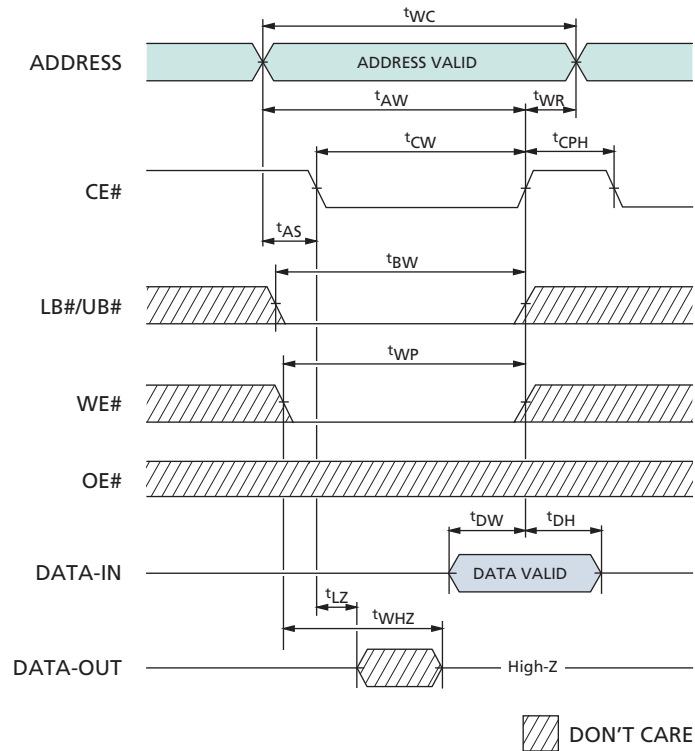 tWC
ADDRESS
ADDRESS VALID
tAW
tWR
tCW
tCPH
CE#
tAS
tBW
LB#/UB#
tWP
WE#
OE#
tDW
tDH
DATA-IN
DATA VALID
tLZ
tWHZ
DATA-OUT
High-Z
DON'T CARE